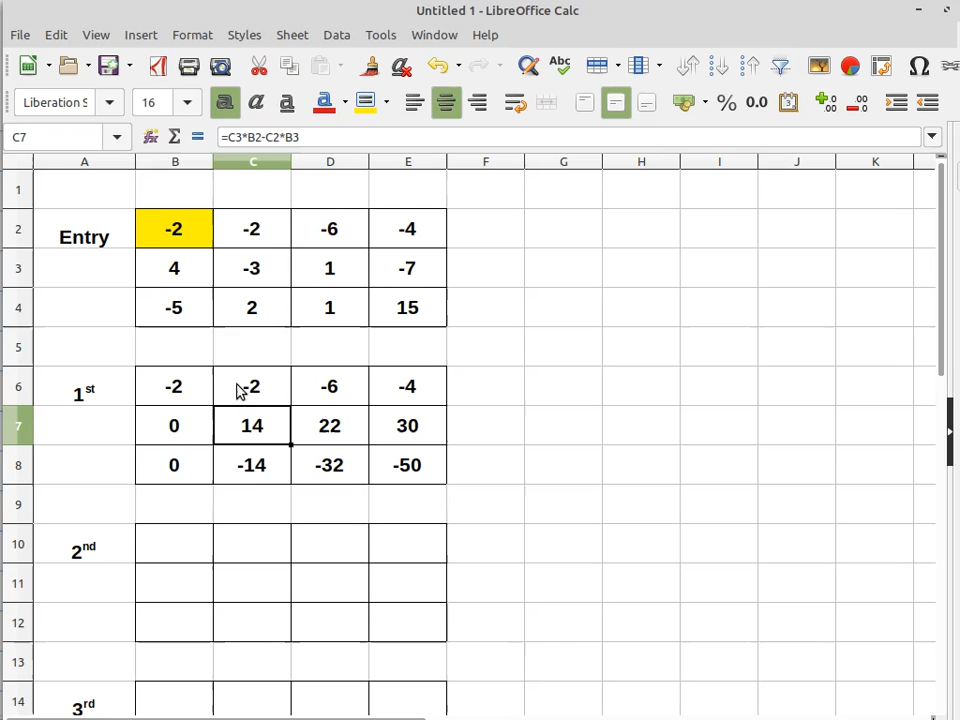 Untitled 1 - LibreOffice Calc
File Edit View Insert Format Styles Sheet Data Tools Window Help
Abc
Liberation S 16 a a a % 0.0
C7 =C3*B2-C2*B3
A B C D E F G H I J K
1
2 Entry -2 -2 -6 -4
3 4 -3 1 -7
4 -5 2 1 15
5
6 1st -2 -2 -6 -4
7 0 14 22 30
8 0 -14 -32 -50
9
10 2nd
11
12
13
14 3rd